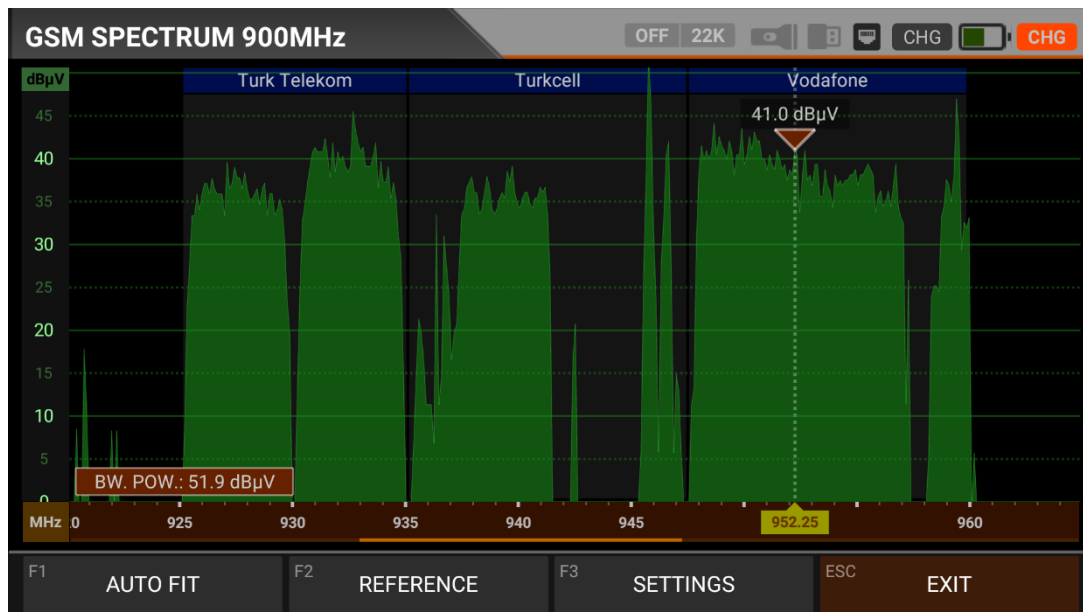 GSM SPECTRUM 900MHz
OFF 22K CHG CHG
dBµV Turk Telekom Turkcell Vodafone
41.0 dBµV
45
40
35
30
25
20
15
10
5
BW. POW.: 51.9 dBµV
0
MHz :0 925 930 935 940 945 952.25 960
F1 AUTO FIT F2 REFERENCE F3 SETTINGS ESC EXIT